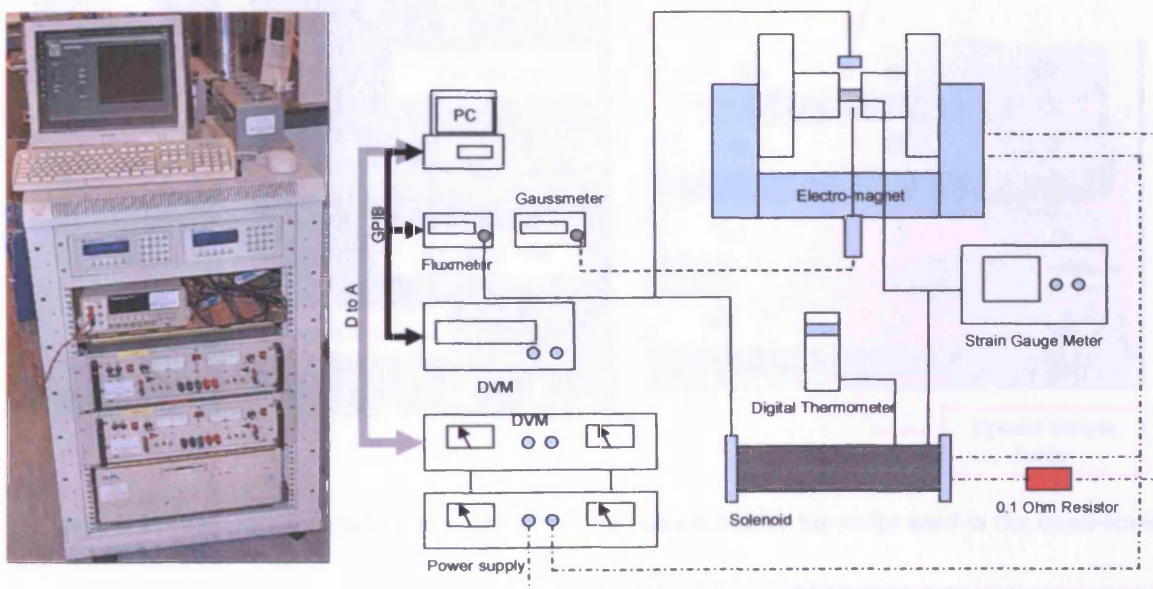 PC
GPIB
D to A
Gaussmeter
Fluxmeter
DVM
DVM
Power supply
Electro-magnet
Strain Gauge Meter
Digital Thermometer
Solenoid
0.1 Ohm Resistor